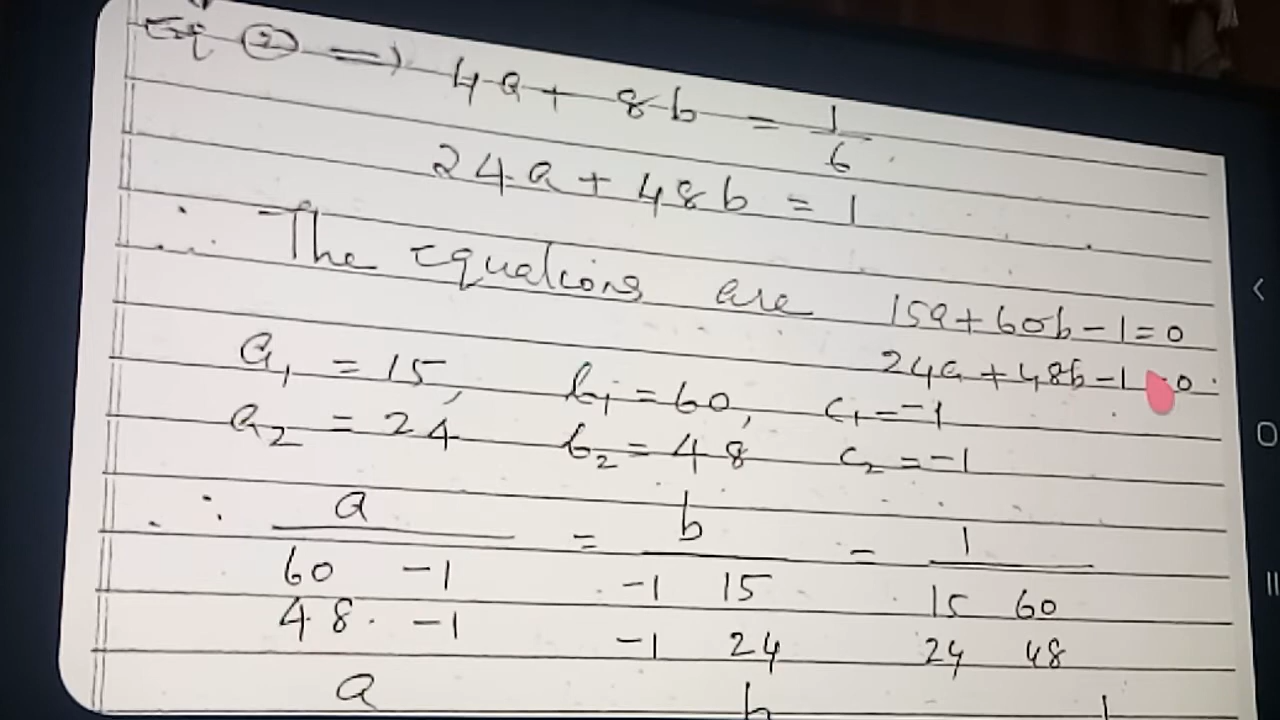 Eq ② ⇒ 4a + 8b = 1/6
24a + 48b = 1
∴ The equations are 15a + 60b - 1 = 0
24a + 48b - 1 = 0
a₁ = 15, b₁ = 60, c₁ = -1
a₂ = 24 b₂ = 48 c₂ = -1
∴ a = b = 1
60 -1 -1 15 15 60
48 -1 -1 24 24 48
a b 1